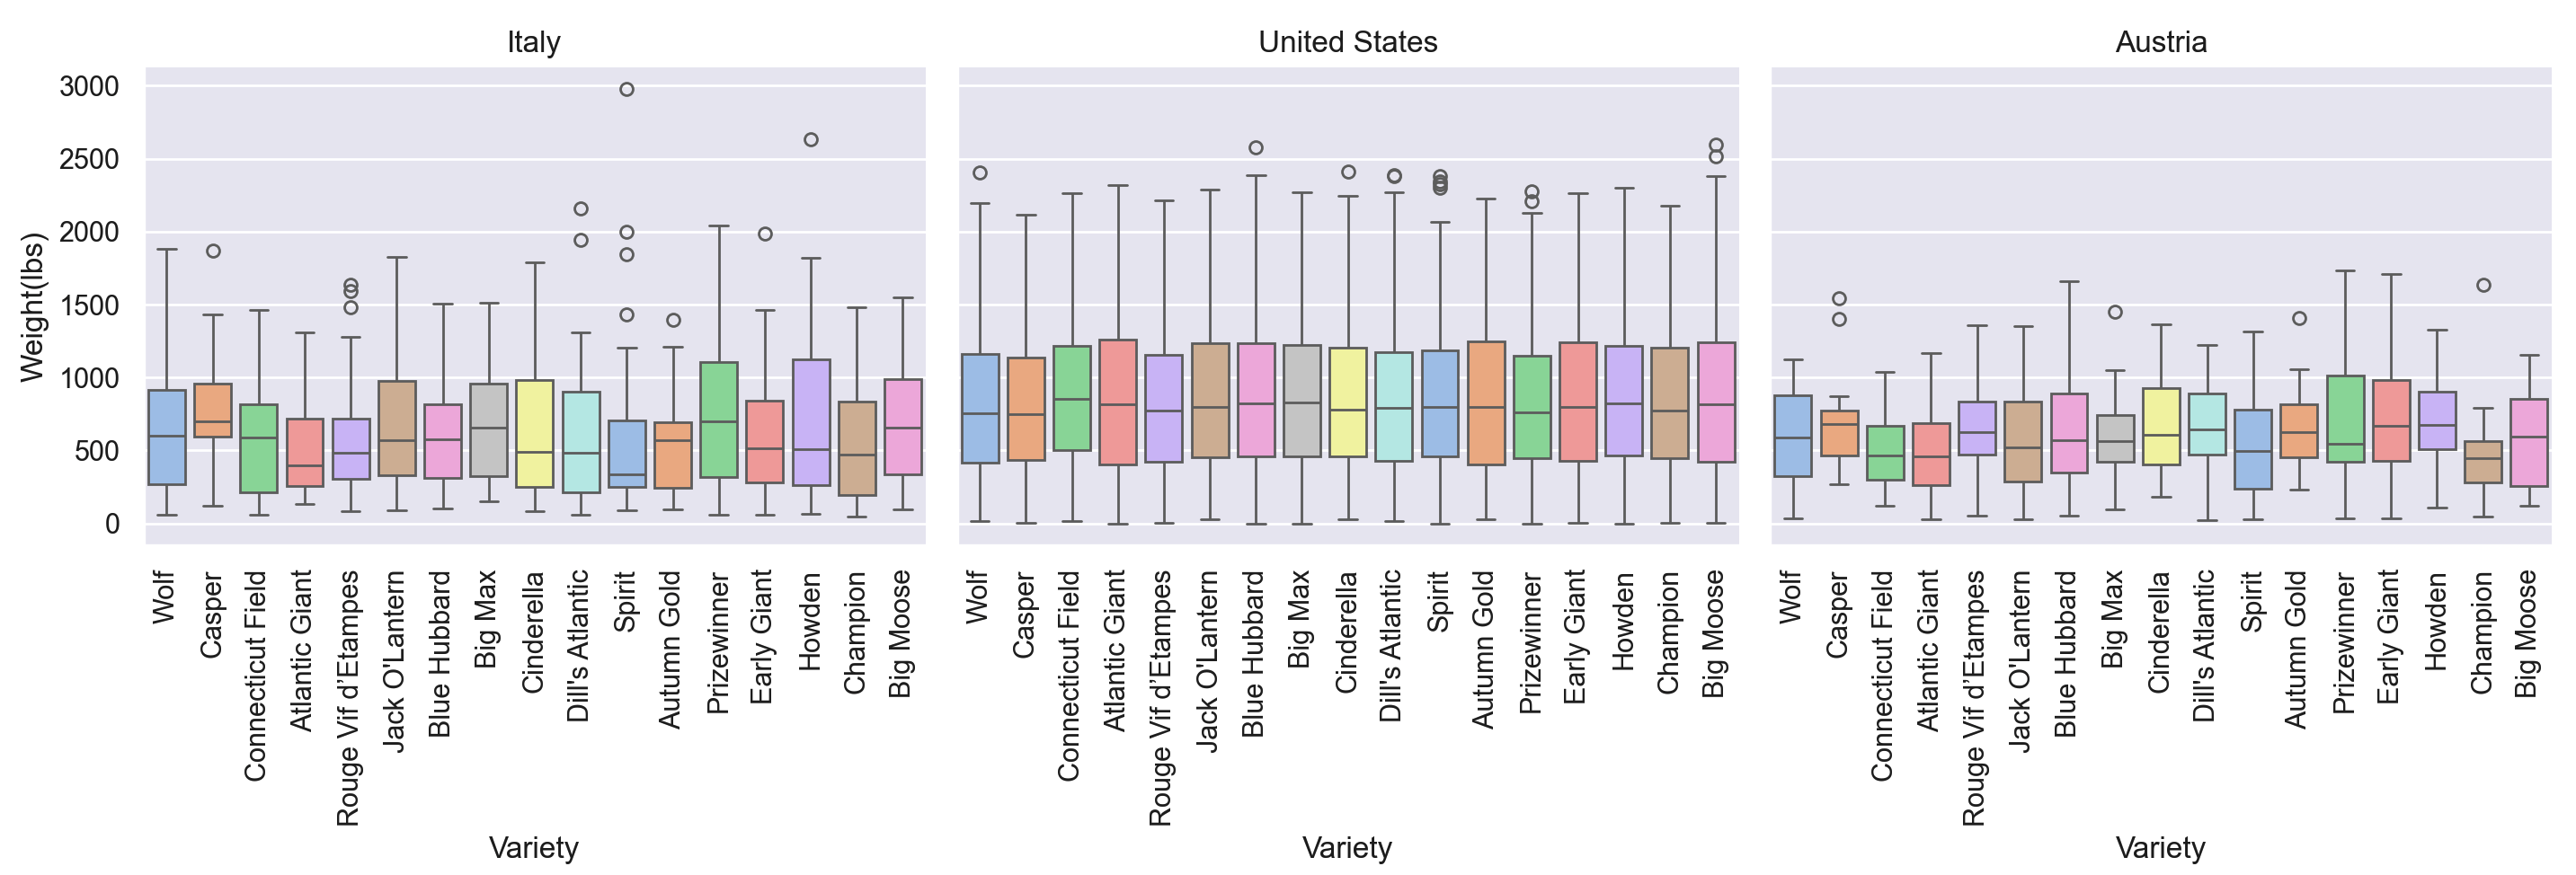 Italy
United States
Austria
Weight(lbs)
3000
2500
2000
1500
1000
500
0
Wolf
Casper
Connecticut Field
Atlantic Giant
Rouge Vif d’Etampes
Jack O'Lantern
Blue Hubbard
Big Max
Cinderella
Dill's Atlantic
Spirit
Autumn Gold
Prizewinner
Early Giant
Howden
Champion
Big Moose
Wolf
Casper
Connecticut Field
Atlantic Giant
Rouge Vif d’Etampes
Jack O'Lantern
Blue Hubbard
Big Max
Cinderella
Dill's Atlantic
Spirit
Autumn Gold
Prizewinner
Early Giant
Howden
Champion
Big Moose
Wolf
Casper
Connecticut Field
Atlantic Giant
Rouge Vif d’Etampes
Jack O'Lantern
Blue Hubbard
Big Max
Cinderella
Dill's Atlantic
Spirit
Autumn Gold
Prizewinner
Early Giant
Howden
Champion
Big Moose
Variety
Variety
Variety